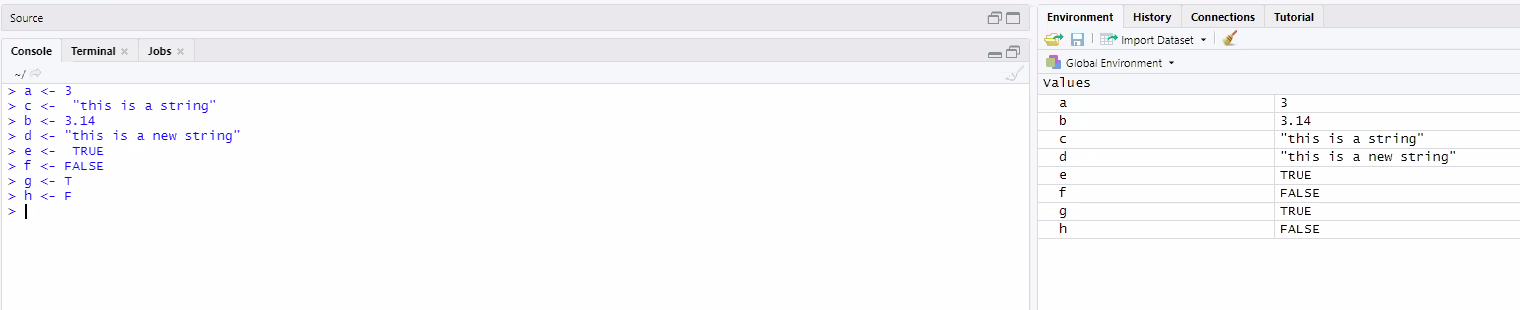 Source
Console Terminal Jobs
~/
> a <- 3
> c <-  "this is a string"
> b <- 3.14
> d <- "this is a new string"
> e <-  TRUE
> f <- FALSE
> g <- T
> h <- F
>
Environment History Connections Tutorial
Import Dataset
Global Environment
Values
a 3
b 3.14
c "this is a string"
d "this is a new string"
e TRUE
f FALSE
g TRUE
h FALSE